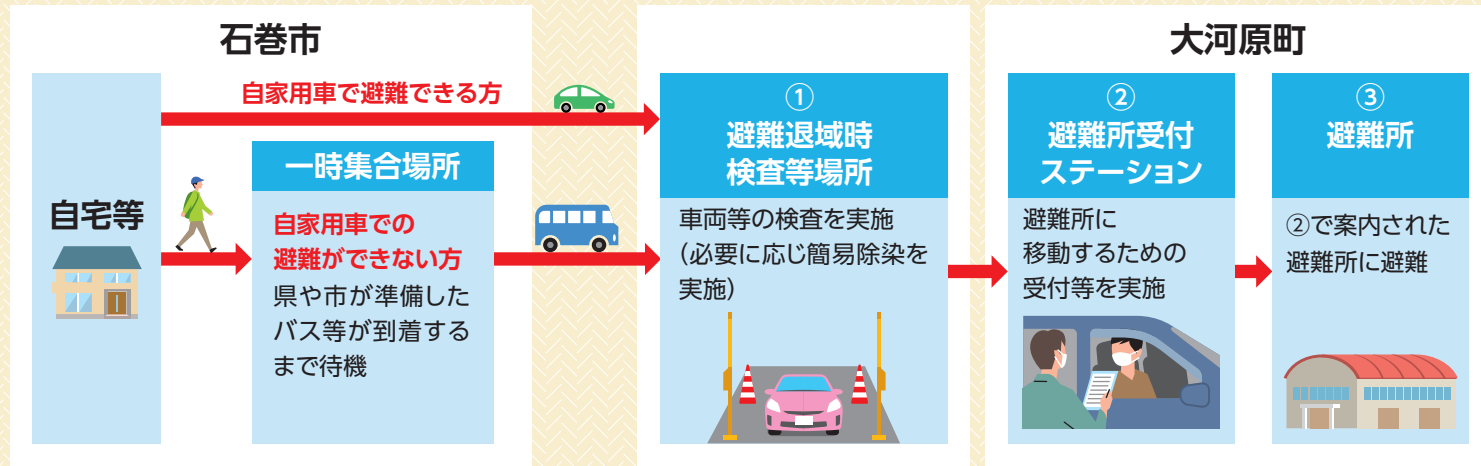 石巻市
自宅等
自家用車で避難できる方
一時集合場所
自家用車での
避難ができない方
県や市が準備した
バス等が到着する
まで待機
①
避難退域時
検査等場所
車両等の検査を実施
(必要に応じ簡易除染を
実施)
大河原町
②
避難所受付
ステーション
避難所に
移動するための
受付等を実施
③
避難所
②で案内された
避難所に避難